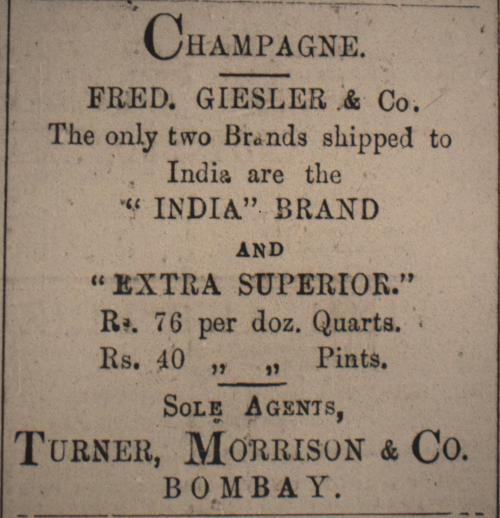 CHAMPAGNE.
FRED. GIESLER & Co.
The only two Brands shipped to
India are the
“ INDIA” BRAND
AND
“EXTRA SUPERIOR.”
Rs. 76 per doz. Quarts.
Rs. 40 „ „ Pints.
SOLE AGENTS,
TURNER, MORRISON & CO.
BOMBAY.